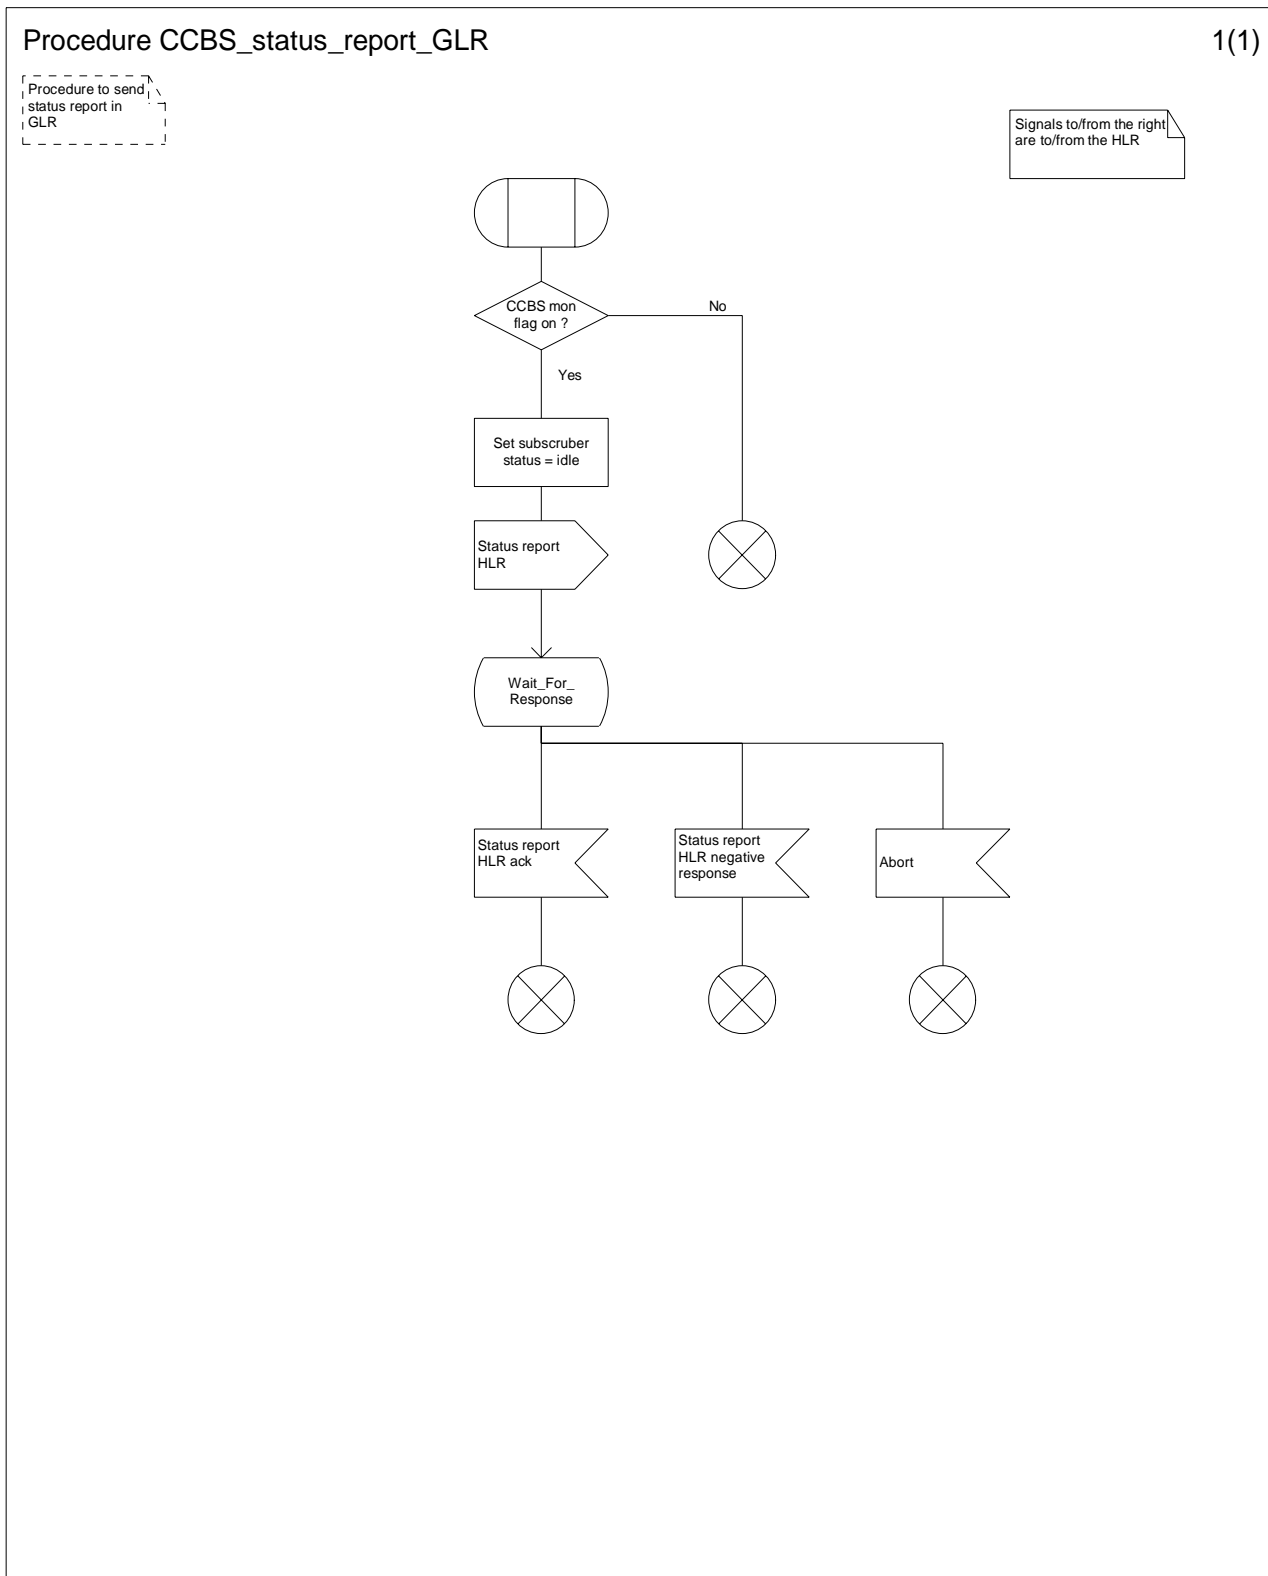 Procedure CCBS_status_report_GLR
1(1)
Procedure to send
status report in
GLR
Signals to/from the right
are to/from the HLR
CCBS mon
flag on ?
No
Yes
Set subscruber
status = idle
Status report
HLR
Wait_For_
Response
Status report
HLR ack
Status report
HLR negative
response
Abort